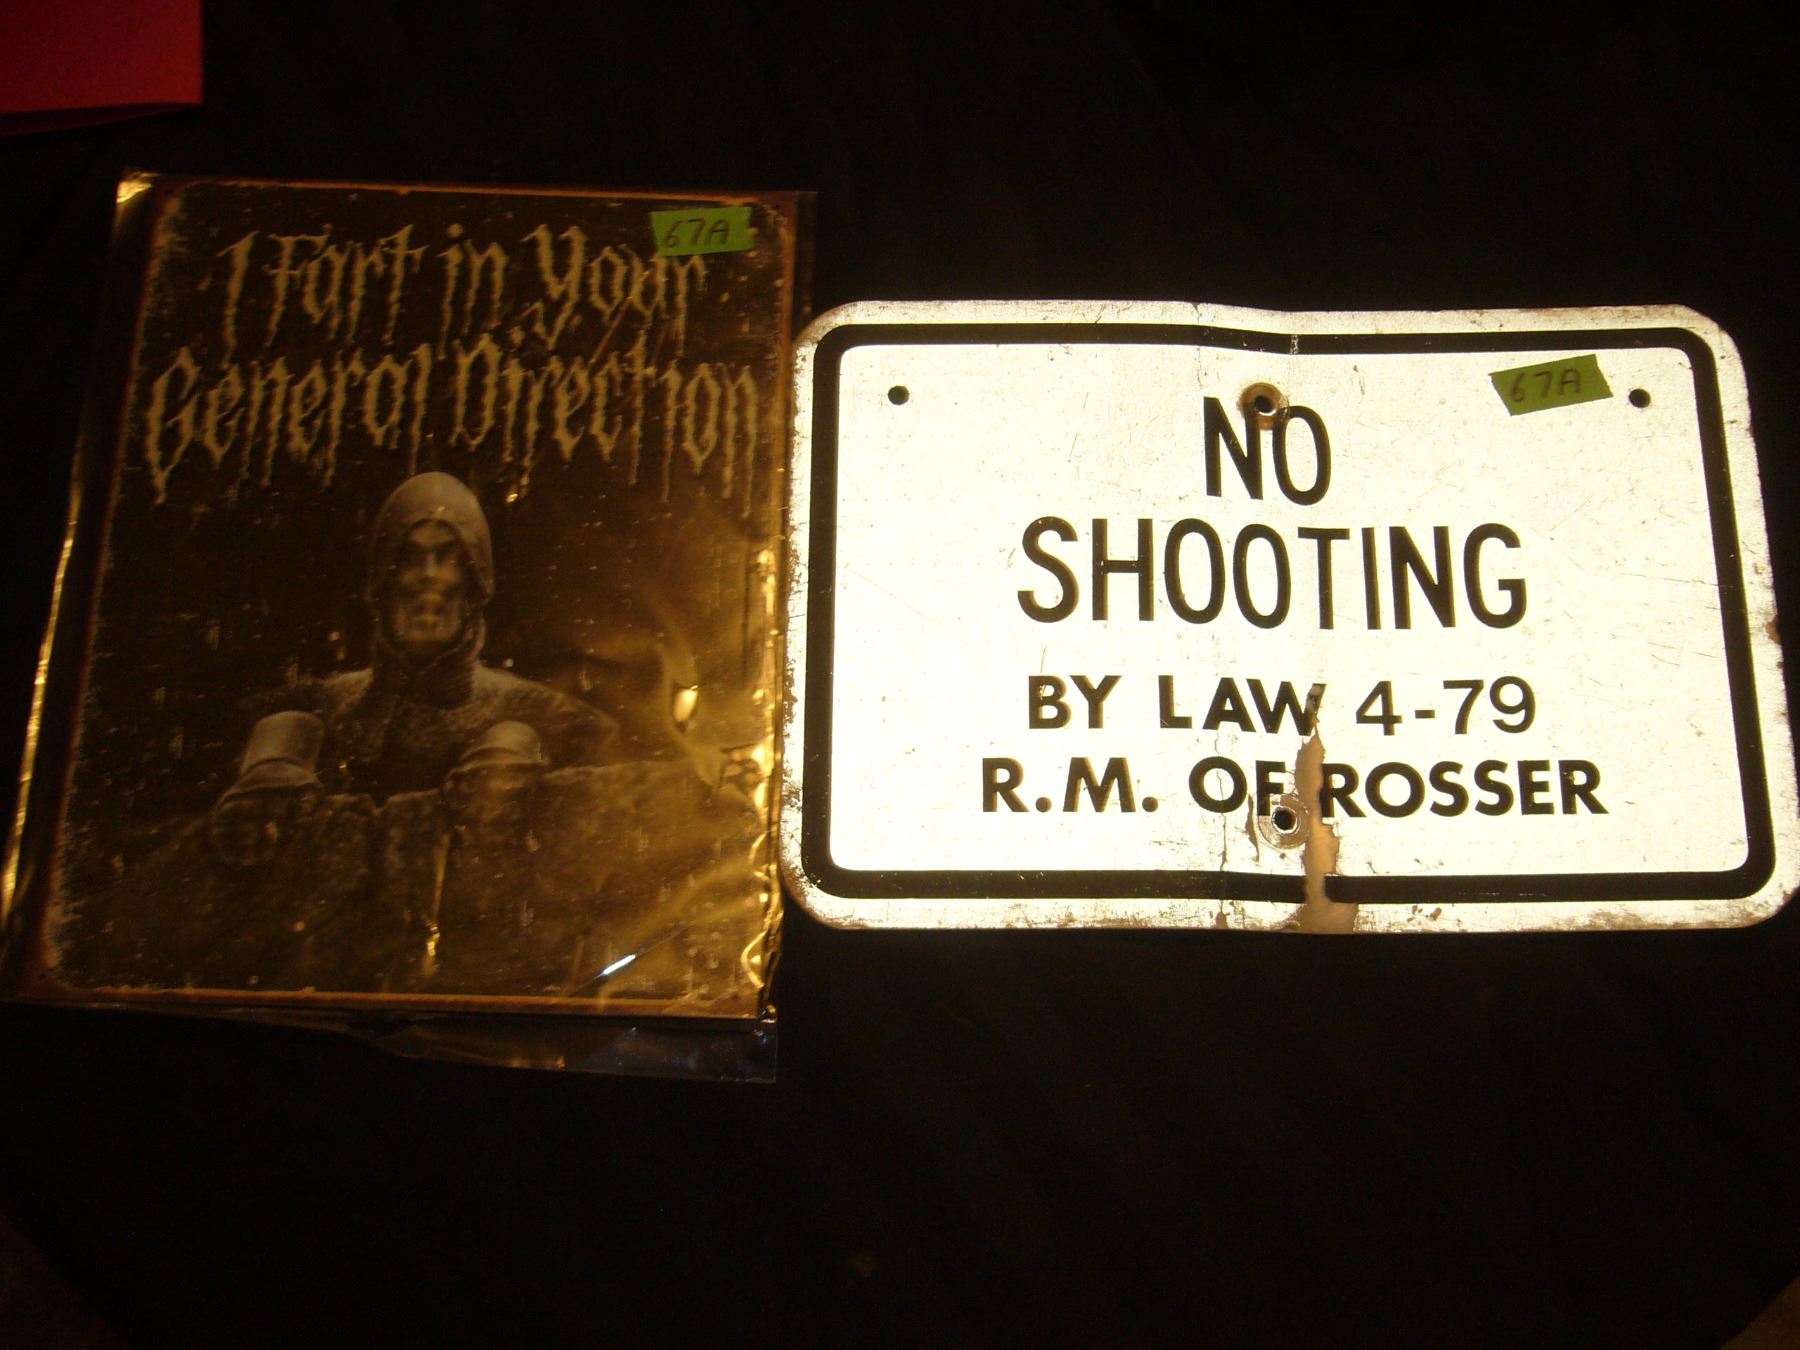 67A
I Fart in Your
General Direction
67A
NO
SHOOTING
BY LAW 4-79
R.M. OF ROSSER